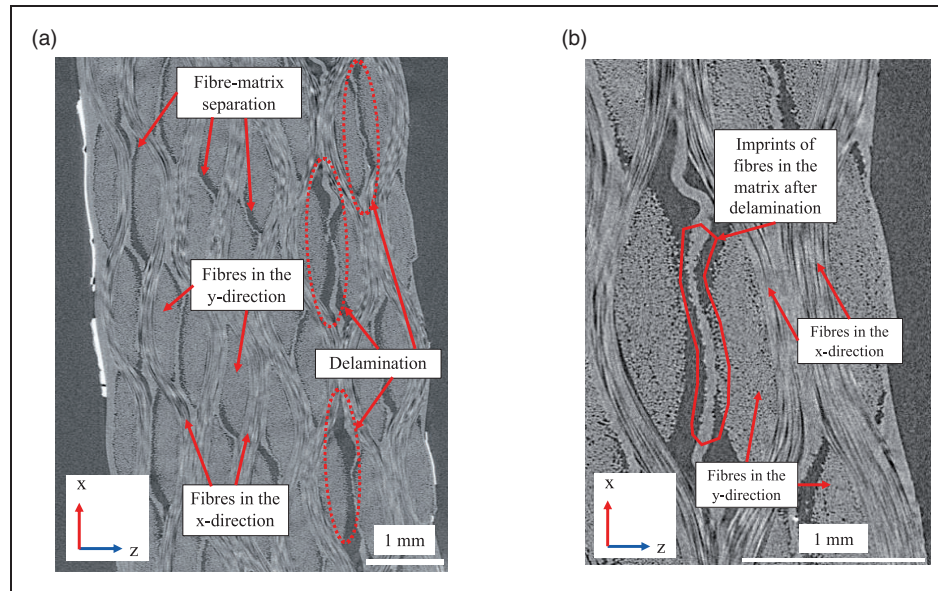 (a)
Fibre-matrix
separation
Fibres in the
y-direction
Delamination
Fibres in the
x-direction
x
z
1 mm
(b)
Imprints of
fibres in the
matrix after
delamination
Fibres in the
x-direction
Fibres in the
y-direction
x
z
1 mm